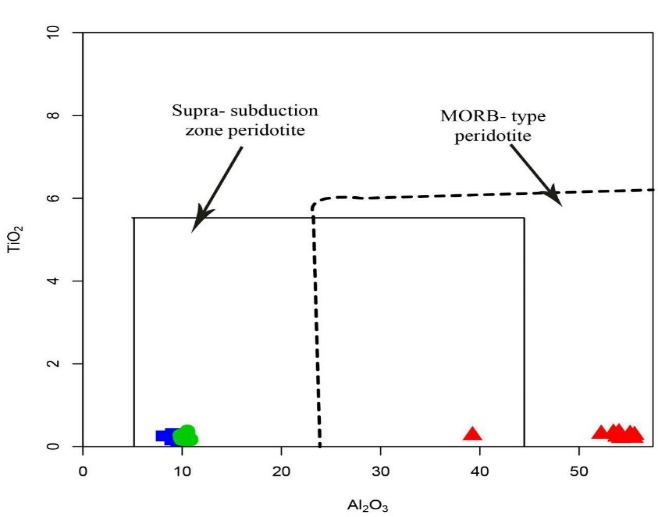 10
8
6
4
2
0
TiO₂
Supra- subduction
zone peridotite
MORB- type
peridotite
0 10 20 30 40 50
Al₂O₃